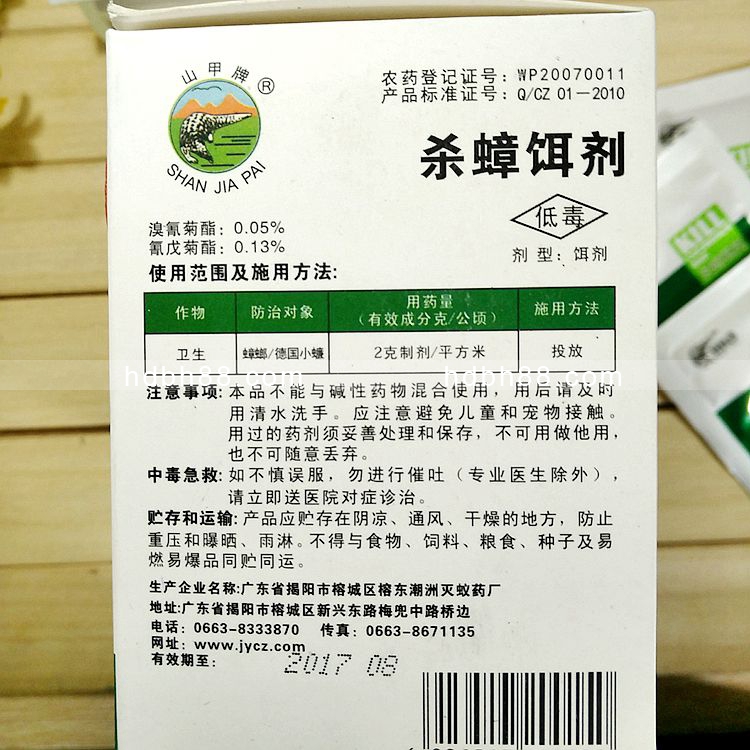 山甲牌
®
SHAN JIA PAI
农药登记证号：WP20070011
产品标准证号：Q/CZ 01—2010
杀蟑饵剂
低毒
溴氰菊酯：0.05%
氰戊菊酯：0.13%
剂 型：饵剂
使用范围及施用方法:
作物 防治对象 用药量 施用方法
（有效成分克/公顷）
卫生 蟑螂/德国小蠊 2克制剂/平方米 投放
hdbh88.com hdbh88.com
注意事项: 本品不能与碱性药物混合使用，用后请及时
用清水洗手。应注意避免儿童和宠物接触。
用过的药剂须妥善处理和保存，不可用做他用，
也不可随意丢弃。
中毒急救: 如不慎误服，勿进行催吐（专业医生除外），
请立即送医院对症诊治。
贮存和运输: 产品应贮存在阴凉、通风、干燥的地方，防止
重压和曝晒、雨淋。不得与食物、饲料、粮食、种子及易
燃易爆品同贮同运。
生产企业名称:广东省揭阳市榕城区榕东潮洲灭蚁药厂
地址:广东省揭阳市榕城区新兴东路梅兜中路桥边
电话：0663-8333870 传真：0663-8671135
网址：www.jycz.com
有效期至： 2017 08
KILL